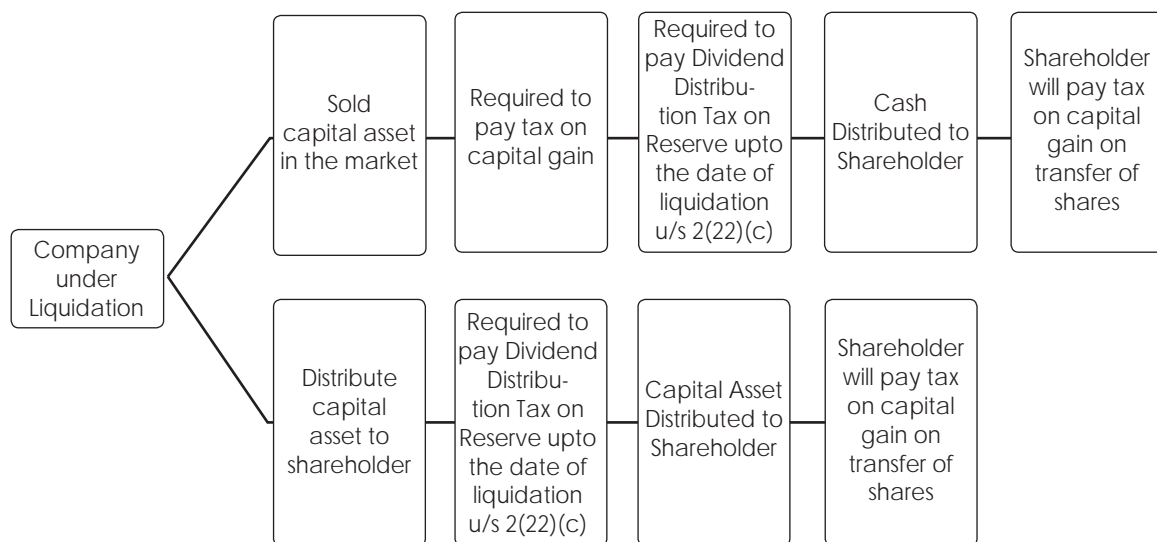 Company
under
Liquidation
Sold
capital asset
in the market
Required to
pay tax on
capital gain
Required to
pay Dividend
Distribu-
tion Tax on
Reserve upto
the date of
liquidation
u/s 2(22)(c)
Cash
Distributed to
Shareholder
Shareholder
will pay tax
on capital
gain on
transfer of
shares
Distribute
capital
asset to
shareholder
Required to
pay Dividend
Distribu-
tion Tax on
Reserve upto
the date of
liquidation
u/s 2(22)(c)
Capital Asset
Distributed to
Shareholder
Shareholder
will pay tax
on capital
gain on
transfer of
shares